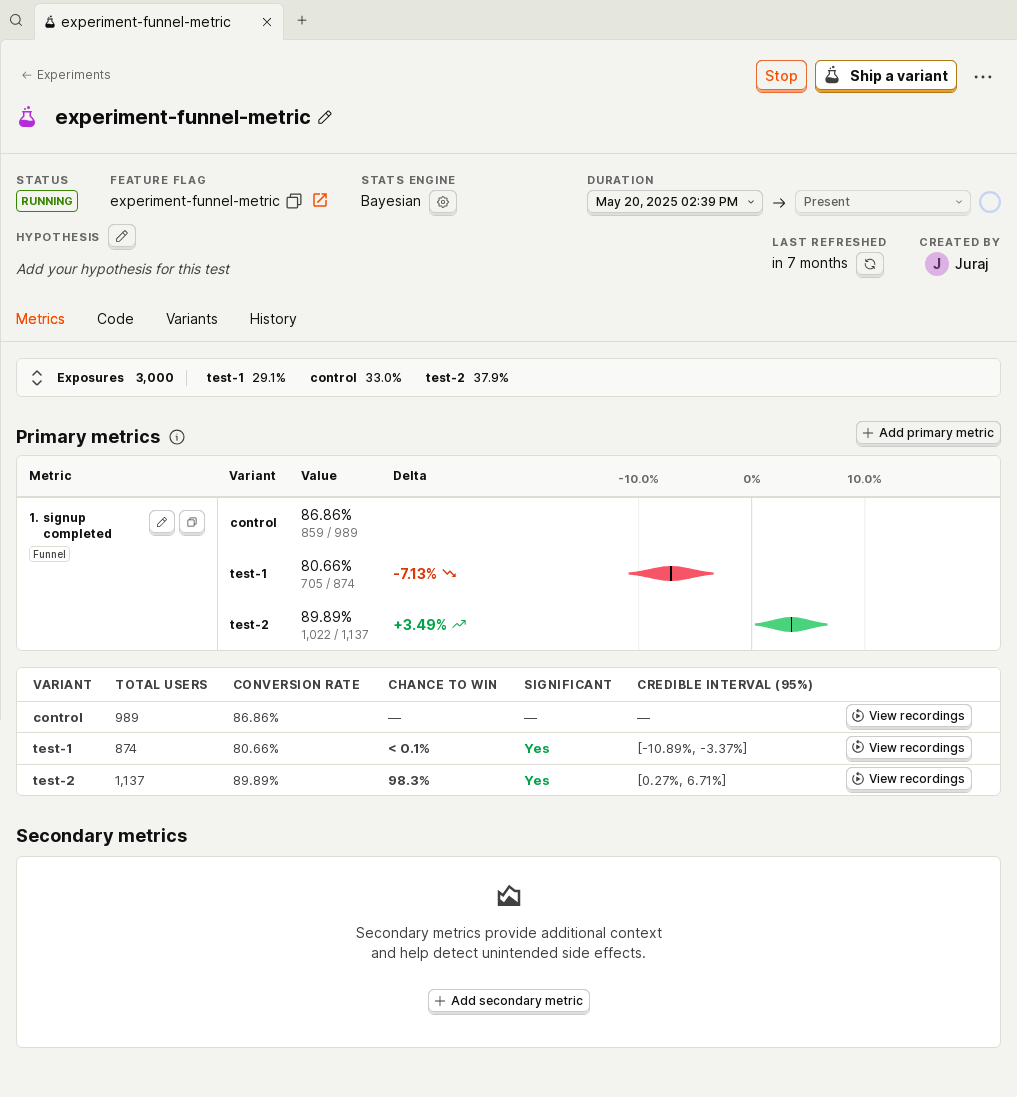 experiment-funnel-metric
Experiments
Stop
Ship a variant
experiment-funnel-metric
STATUS
RUNNING
FEATURE FLAG
experiment-funnel-metric
STATS ENGINE
Bayesian
DURATION
May 20, 2025 02:39 PM
Present
HYPOTHESIS
Add your hypothesis for this test
LAST REFRESHED
in 7 months
CREATED BY
J Juraj
Metrics Code Variants History
Exposures 3,000 test-1 29.1% control 33.0% test-2 37.9%
Primary metrics
Add primary metric
Metric Variant Value Delta -10.0% 0% 10.0%
1. signup
completed
Funnel
control 86.86%
859 / 989
test-1 80.66% -7.13%
705 / 874
test-2 89.89% +3.49%
1,022 / 1,137
VARIANT TOTAL USERS CONVERSION RATE CHANCE TO WIN SIGNIFICANT CREDIBLE INTERVAL (95%)
control 989 86.86% — — — View recordings
test-1 874 80.66% < 0.1% Yes [-10.89%, -3.37%] View recordings
test-2 1,137 89.89% 98.3% Yes [0.27%, 6.71%] View recordings
Secondary metrics
Secondary metrics provide additional context
and help detect unintended side effects.
Add secondary metric